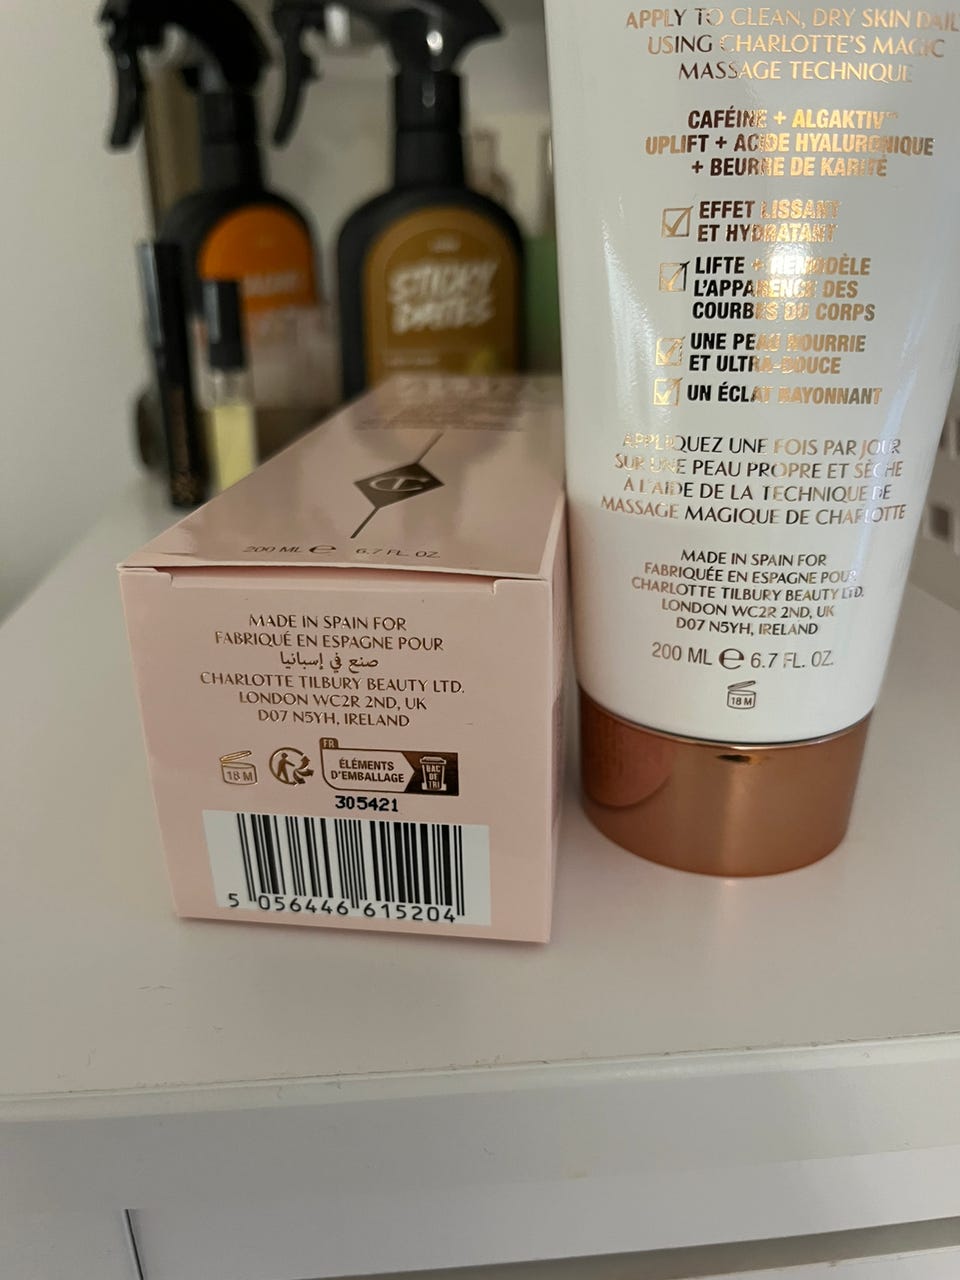 STICKY
DATES
200 ML e 6.7 FL. OZ.
MADE IN SPAIN FOR
FABRIQUÉ EN ESPAGNE POUR
صنع في إسبانيا
CHARLOTTE TILBURY BEAUTY LTD.
LONDON WC2R 2ND, UK
D07 N5YH, IRELAND
18 M
FR
ÉLÉMENTS
D'EMBALLAGE
BAC
DE
TRI
305421
5 056446 615204
APPLY TO CLEAN, DRY SKIN DAIL
USING CHARLOTTE'S MAGIC
MASSAGE TECHNIQUE
CAFÉINE + ALGAKTIV™
UPLIFT + ACIDE HYALURONIQUE
+ BEURRE DE KARITÉ
EFFET LISSANT
ET HYDRATANT
LIFTE + REMODÈLE
L'APPARENCE DES
COURBES DU CORPS
UNE PEAU NOURRIE
ET ULTRA-DOUCE
UN ÉCLAT RAYONNANT
APPLIQUEZ UNE FOIS PAR JOUR
SUR UNE PEAU PROPRE ET SÈCHE
À L'AIDE DE LA TECHNIQUE DE
MASSAGE MAGIQUE DE CHARLOTTE
MADE IN SPAIN FOR
FABRIQUÉE EN ESPAGNE POUR
CHARLOTTE TILBURY BEAUTY LTD.
LONDON WC2R 2ND, UK
D07 N5YH, IRELAND
200 ML e 6.7 FL. OZ.
18 M